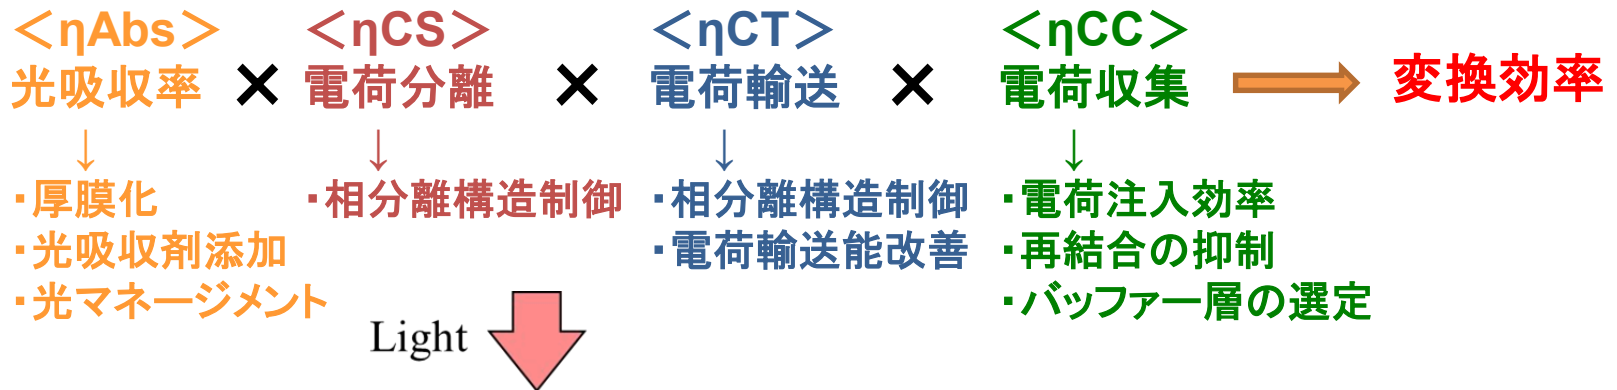 ＜ηAbs＞ ＜ηCS＞ ＜ηCT＞ ＜ηCC＞
光吸収率 × 電荷分離 × 電荷輸送 × 電荷収集 変換効率
↓ ↓ ↓ ↓
・厚膜化 ・相分離構造制御 ・相分離構造制御 ・電荷注入効率
・光吸収剤添加 ・電荷輸送能改善 ・再結合の抑制
・光マネージメント ・バッファー層の選定
Light